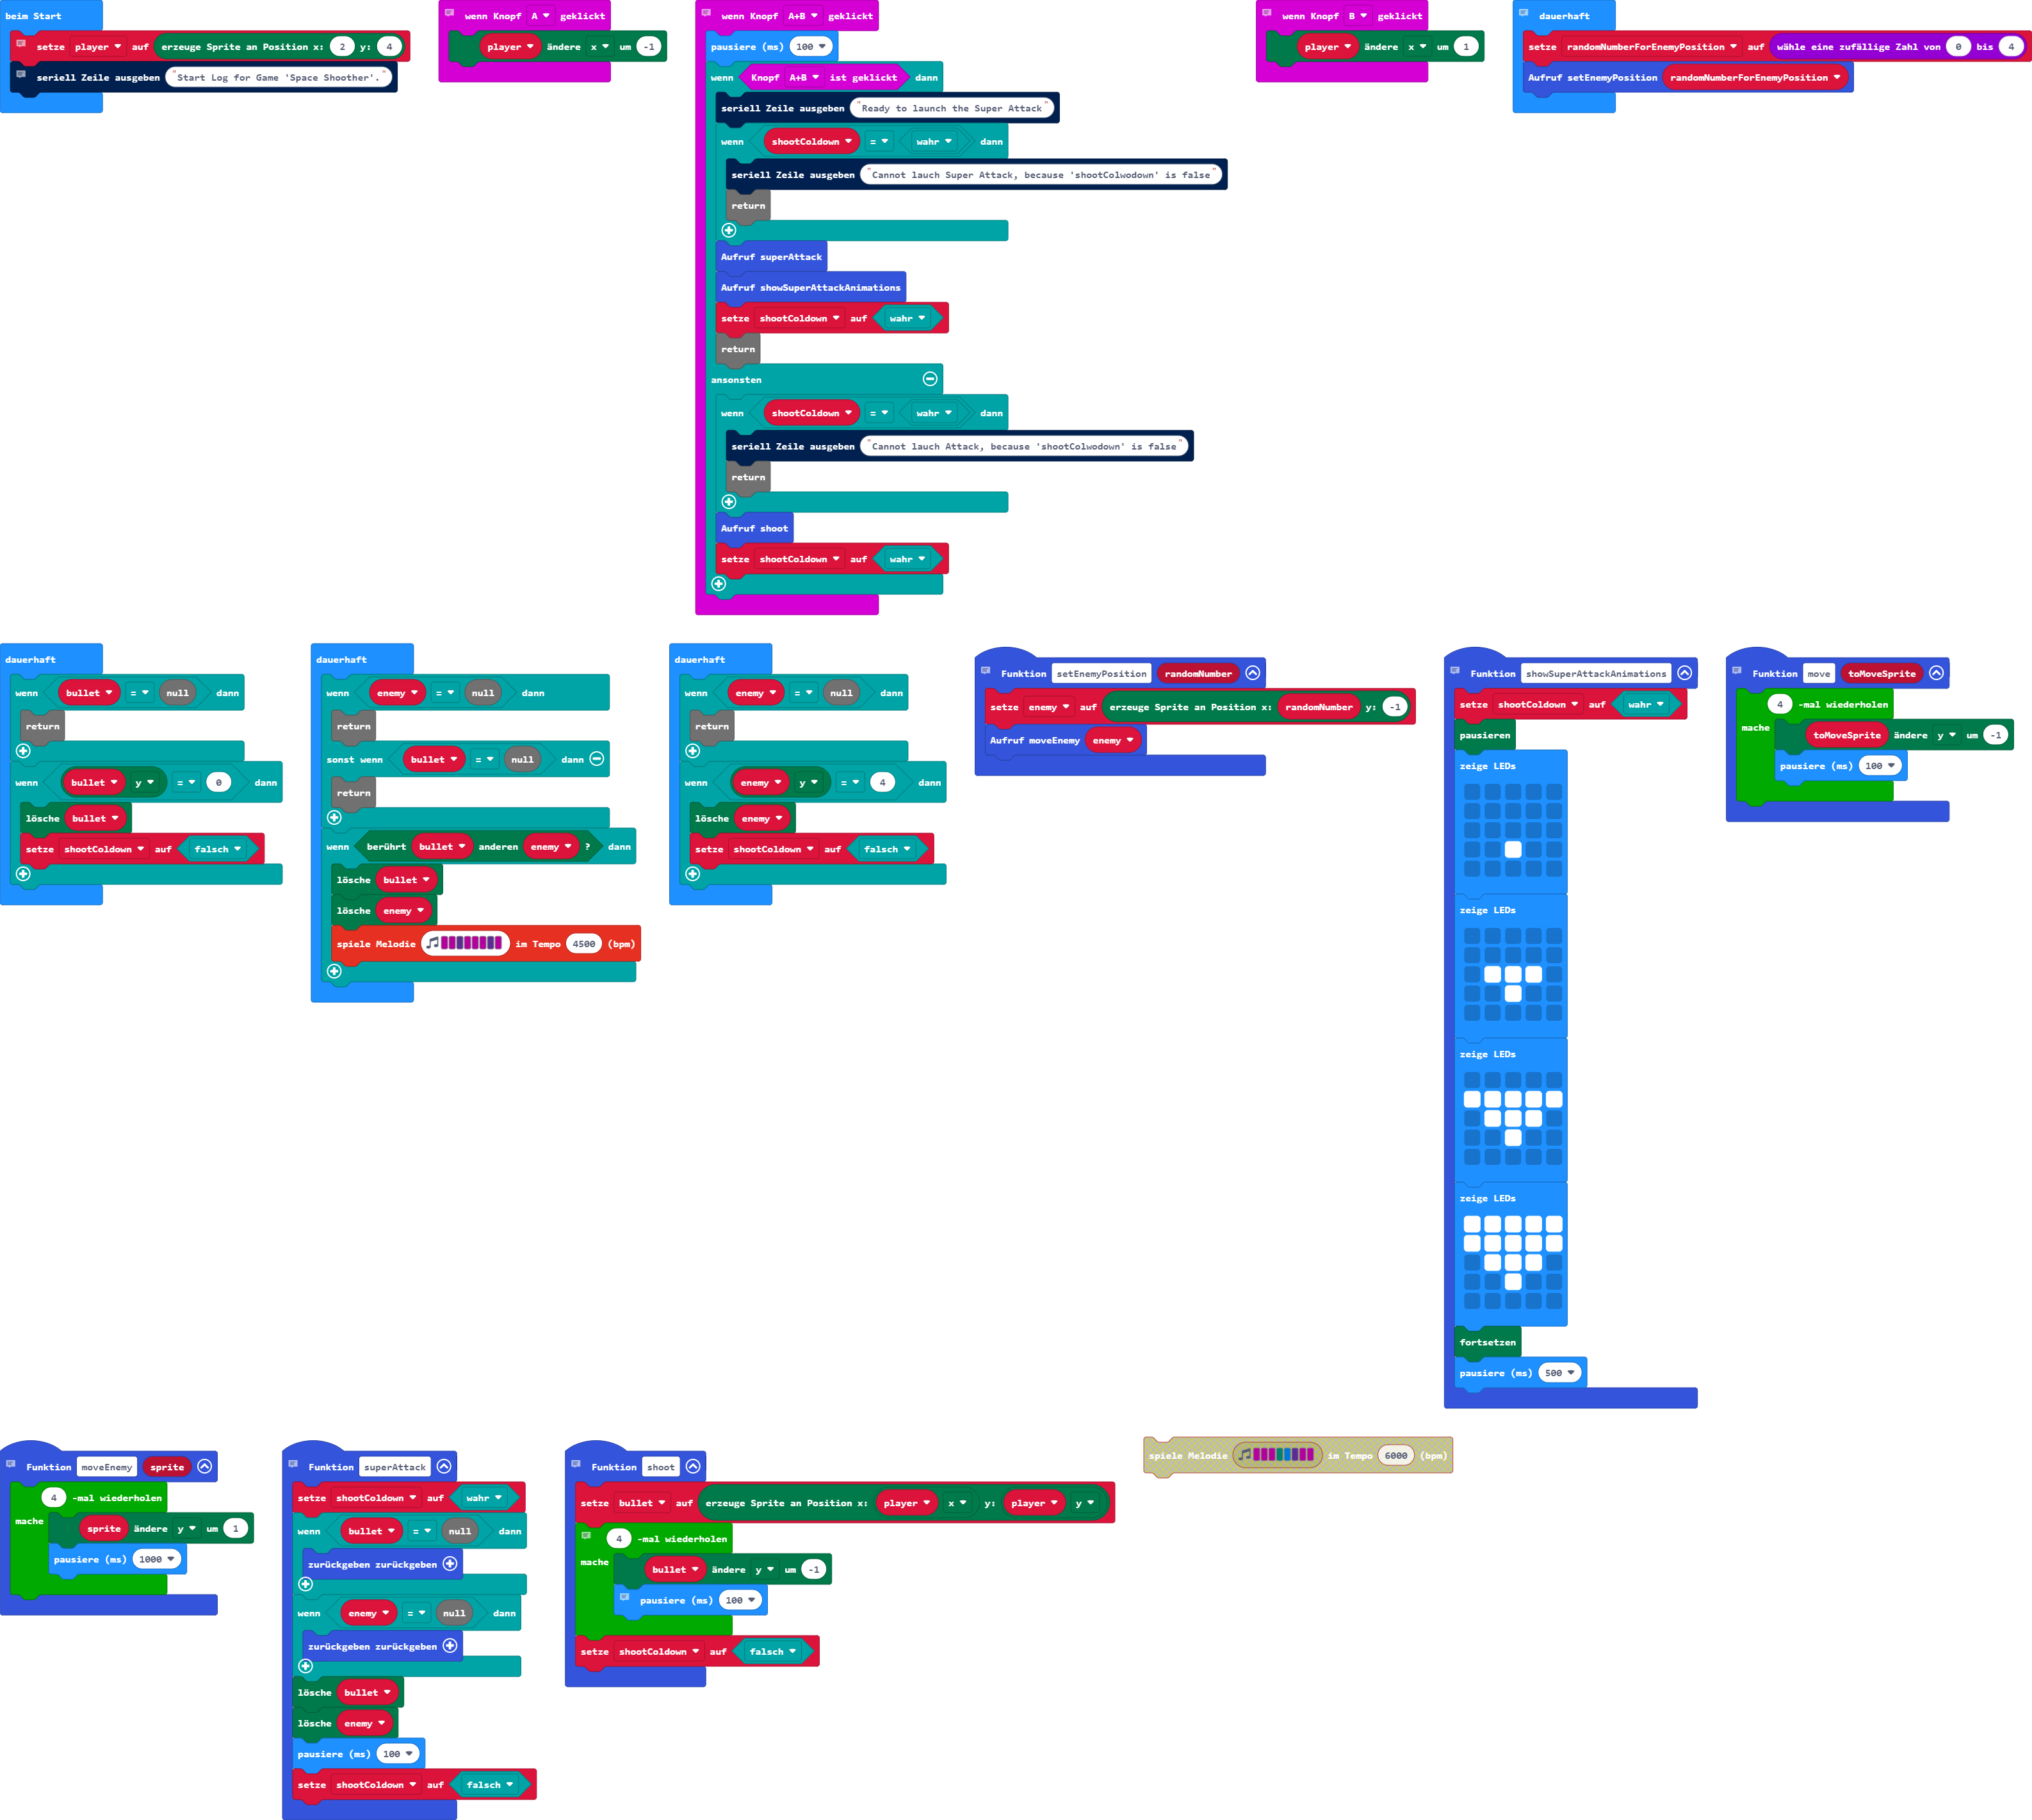 beim Start
setze player auf erzeuge Sprite an Position x: 2 y: 4
seriell Zeile ausgeben "Start Log for Game 'Space Shoother'."
wenn Knopf A geklickt
player ändere x um -1
wenn Knopf A+B geklickt
pausiere (ms) 100
wenn Knopf A+B ist geklickt dann
seriell Zeile ausgeben "Ready to launch the Super Attack"
wenn shootColdown = wahr dann
seriell Zeile ausgeben "Cannot lauch Super Attack, because 'shootColwodown' is false"
return
Aufruf superAttack
Aufruf showSuperAttackAnimations
setze shootColdown auf wahr
return
ansonsten
wenn shootColdown = wahr dann
seriell Zeile ausgeben "Cannot lauch Attack, because 'shootColwodown' is false"
return
Aufruf shoot
setze shootColdown auf wahr
wenn Knopf B geklickt
player ändere x um 1
dauerhaft
setze randomNumberForEnemyPosition auf wähle eine zufällige Zahl von 0 bis 4
Aufruf setEnemyPosition randomNumberForEnemyPosition
dauerhaft
wenn bullet = null dann
return
wenn bullet y = 0 dann
lösche bullet
setze shootColdown auf falsch
dauerhaft
wenn enemy = null dann
return
sonst wenn bullet = null dann
return
wenn berührt bullet anderen enemy ? dann
lösche bullet
lösche enemy
spiele Melodie im Tempo 4500 (bpm)
dauerhaft
wenn enemy = null dann
return
wenn enemy y = 4 dann
lösche enemy
setze shootColdown auf falsch
Funktion setEnemyPosition randomNumber
setze enemy auf erzeuge Sprite an Position x: randomNumber y: -1
Aufruf moveEnemy enemy
Funktion showSuperAttackAnimations
setze shootColdown auf wahr
pausieren
zeige LEDs
zeige LEDs
zeige LEDs
zeige LEDs
fortsetzen
pausiere (ms) 500
Funktion move toMoveSprite
4 -mal wiederholen
mache toMoveSprite ändere y um -1
pausiere (ms) 100
Funktion moveEnemy sprite
4 -mal wiederholen
mache sprite ändere y um 1
pausiere (ms) 1000
Funktion superAttack
setze shootColdown auf wahr
wenn bullet = null dann
zurückgeben zurückgeben
wenn enemy = null dann
zurückgeben zurückgeben
lösche bullet
lösche enemy
pausiere (ms) 100
setze shootColdown auf falsch
Funktion shoot
setze bullet auf erzeuge Sprite an Position x: player x y: player y
4 -mal wiederholen
mache bullet ändere y um -1
pausiere (ms) 100
setze shootColdown auf falsch
spiele Melodie im Tempo 6000 (bpm)